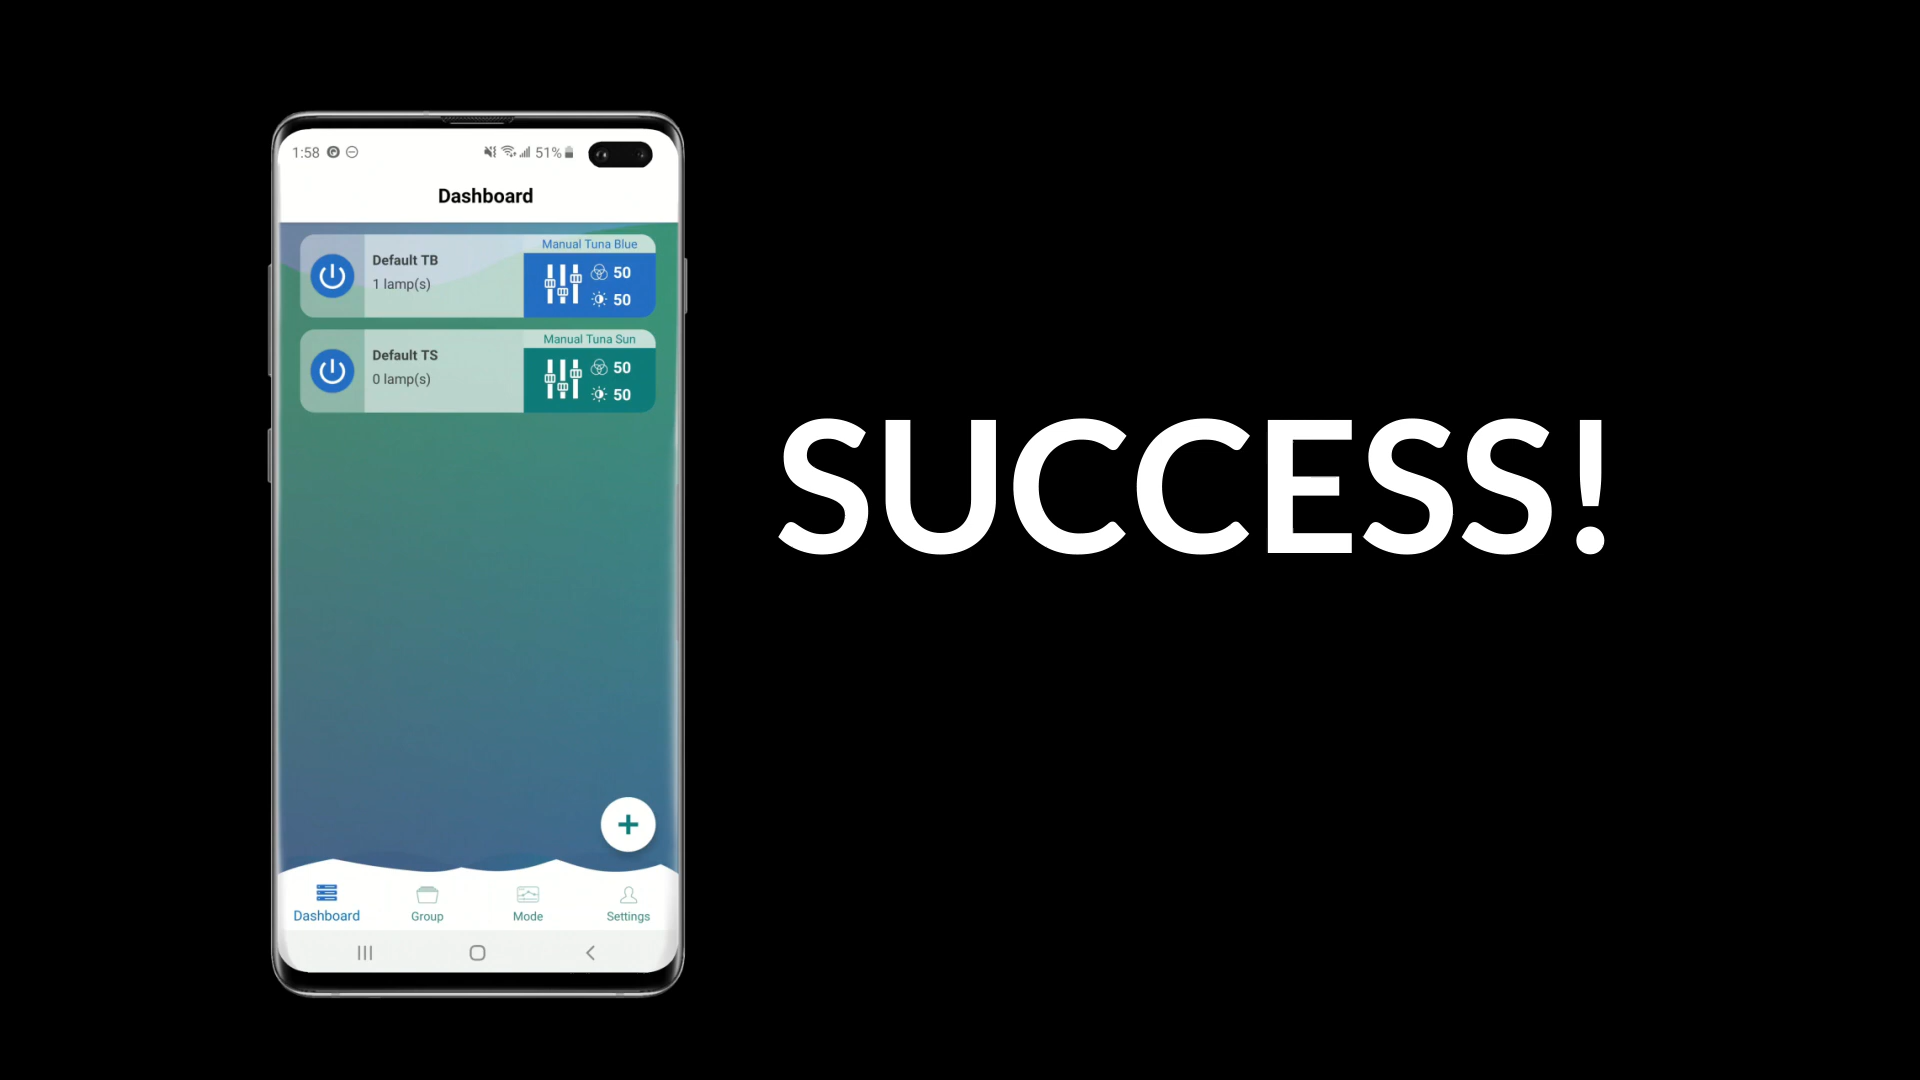 1:58
51%
Dashboard
Manual Tuna Blue
Default TB
1 lamp(s)
50
50
Manual Tuna Sun
Default TS
0 lamp(s)
50
50
SUCCESS!
Dashboard
Group
Mode
Settings